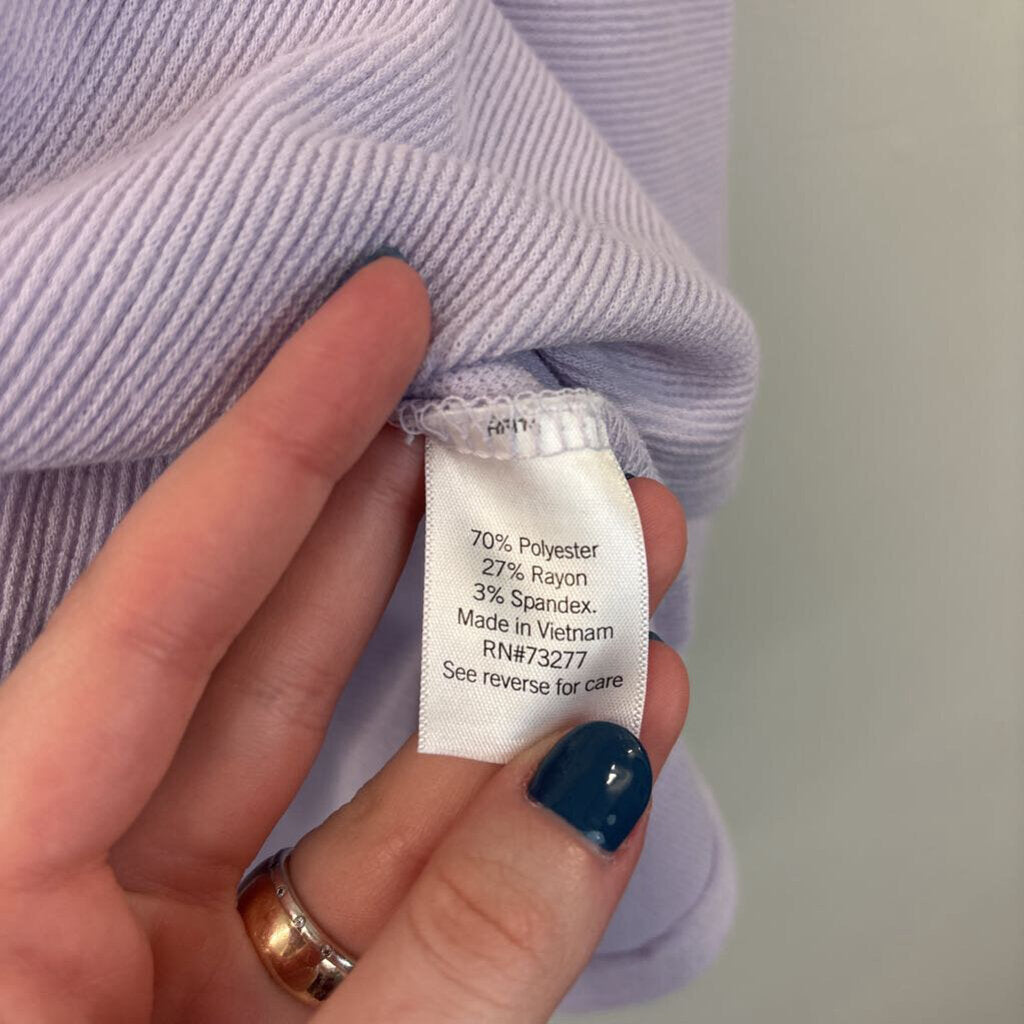 70% Polyester
27% Rayon
3% Spandex.
Made in Vietnam
RN#73277
See reverse for care